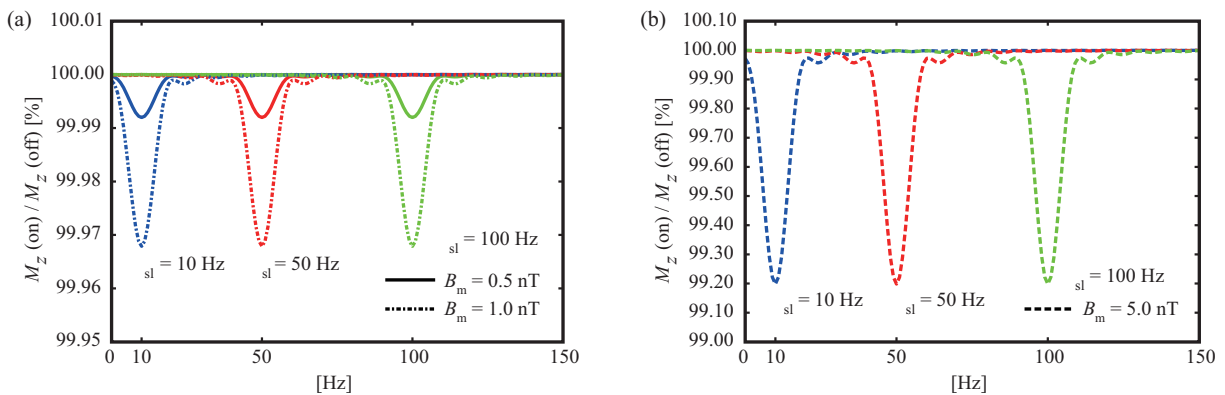 (a)
M_z (on) / M_z (off) [%]
100.01
100.00
99.99
99.98
99.97
99.96
99.95
sl = 10 Hz
sl = 50 Hz
sl = 100 Hz
B_m = 0.5 nT
B_m = 1.0 nT
0 10 50 100 150
[Hz]
(b)
M_z (on) / M_z (off) [%]
100.10
100.00
99.90
99.80
99.70
99.60
99.50
99.40
99.30
99.20
99.10
99.00
sl = 10 Hz
sl = 50 Hz
sl = 100 Hz
B_m = 5.0 nT
0 10 50 100 150
[Hz]